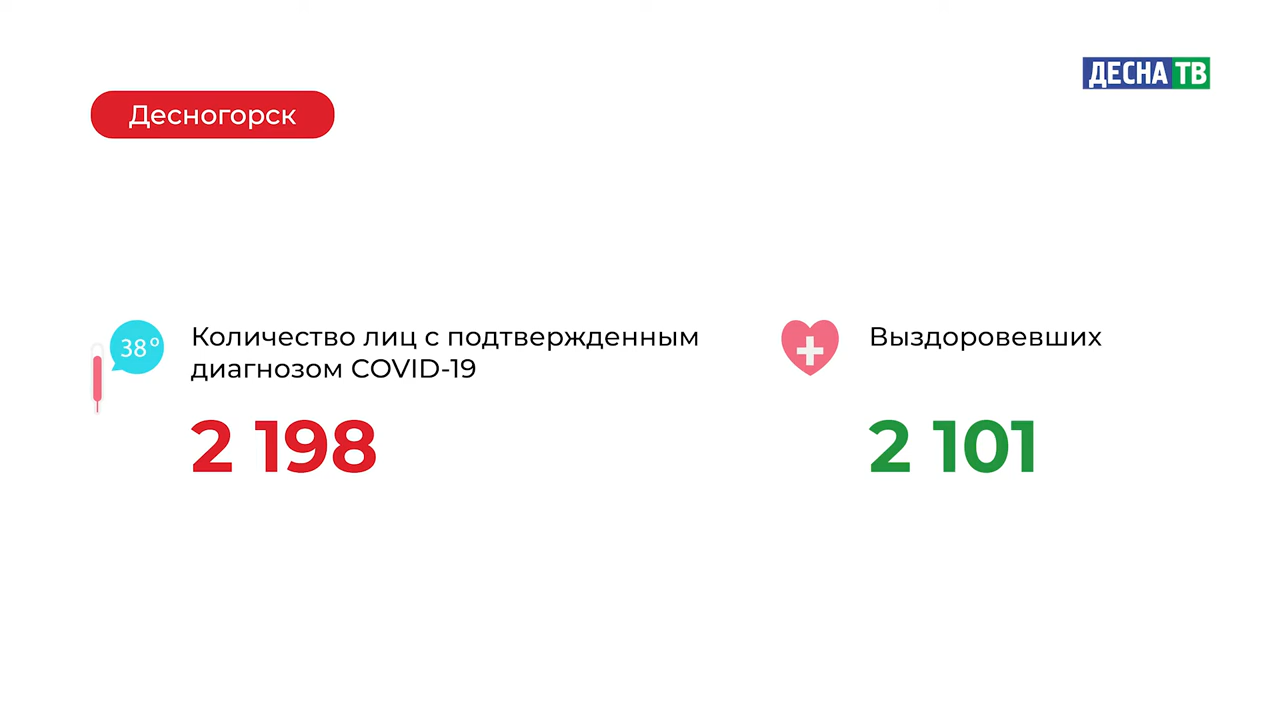 ДЕСНА ТВ
Десногорск
38°
Количество лиц с подтвержденным
диагнозом COVID-19
2 198
Выздоровевших
2 101